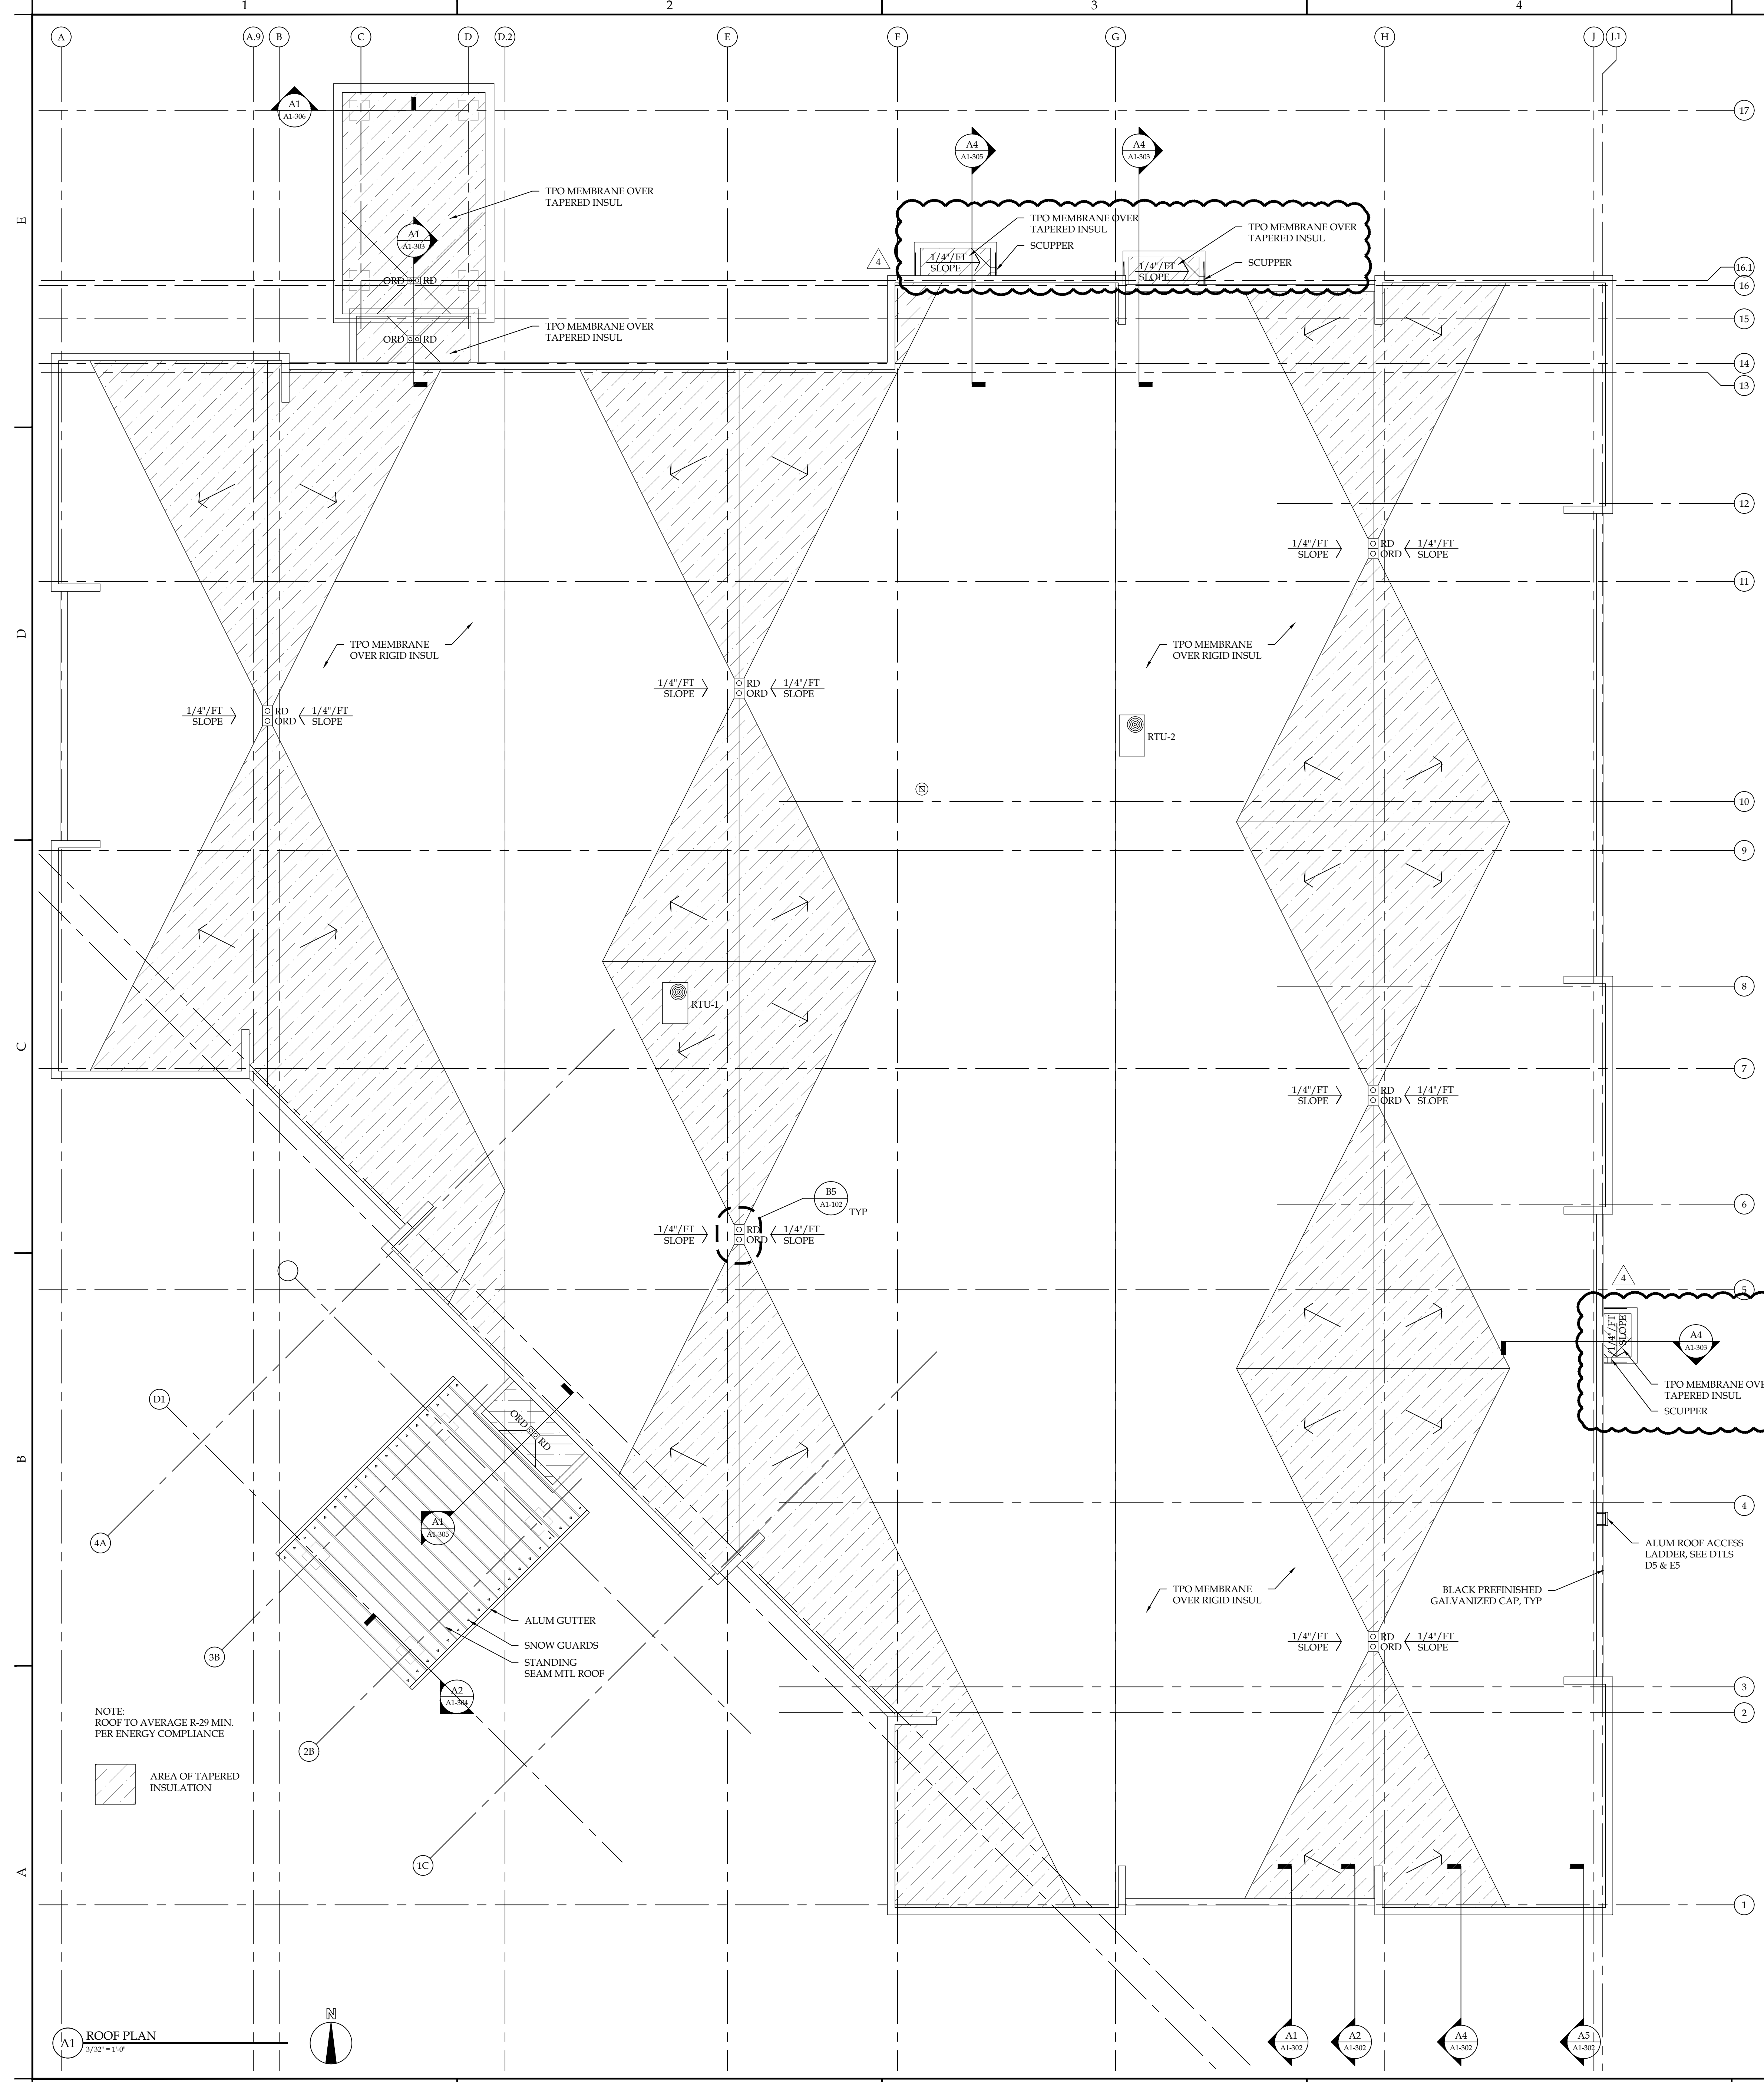 1
2
3
4
A
A.9
B
C
D
D.2
E
F
G
H
J
J.1
A1
A1-306
17
A4
A1-305
A4
A1-303
E
TPO MEMBRANE OVER
TAPERED INSUL
TPO MEMBRANE OVER
TAPERED INSUL
TPO MEMBRANE OVER
TAPERED INSUL
A1
A1-303
SCUPPER
SCUPPER
4
1/4"/FT
SLOPE
1/4"/FT
SLOPE
16.1
ORD
RD
16
15
TPO MEMBRANE OVER
TAPERED INSUL
ORD
RD
14
13
12
1/4"/FT
SLOPE
RD
ORD
1/4"/FT
SLOPE
11
D
TPO MEMBRANE
OVER RIGID INSUL
TPO MEMBRANE
OVER RIGID INSUL
1/4"/FT
SLOPE
RD
ORD
1/4"/FT
SLOPE
1/4"/FT
SLOPE
RD
ORD
1/4"/FT
SLOPE
RTU-2
10
9
8
RTU-1
C
7
1/4"/FT
SLOPE
RD
ORD
1/4"/FT
SLOPE
B5
A1-102
TYP
6
1/4"/FT
SLOPE
RD
ORD
1/4"/FT
SLOPE
4
5
1/4"/FT
SLOPE
A4
A1-303
TPO MEMBRANE OVE
TAPERED INSUL
SCUPPER
D1
ORD
RD
B
4
A1
A1-305
4A
ALUM ROOF ACCESS
LADDER, SEE DTLS
D5 & E5
TPO MEMBRANE
OVER RIGID INSUL
BLACK PREFINISHED
GALVANIZED CAP, TYP
ALUM GUTTER
SNOW GUARDS
STANDING
SEAM MTL ROOF
3B
1/4"/FT
SLOPE
RD
ORD
1/4"/FT
SLOPE
A2
A1-304
3
2
NOTE:
ROOF TO AVERAGE R-29 MIN.
PER ENERGY COMPLIANCE
2B
AREA OF TAPERED
INSULATION
1C
A
1
N
A1
ROOF PLAN
3/32" = 1'-0"
A1
A1-302
A2
A1-302
A4
A1-302
A5
A1-302